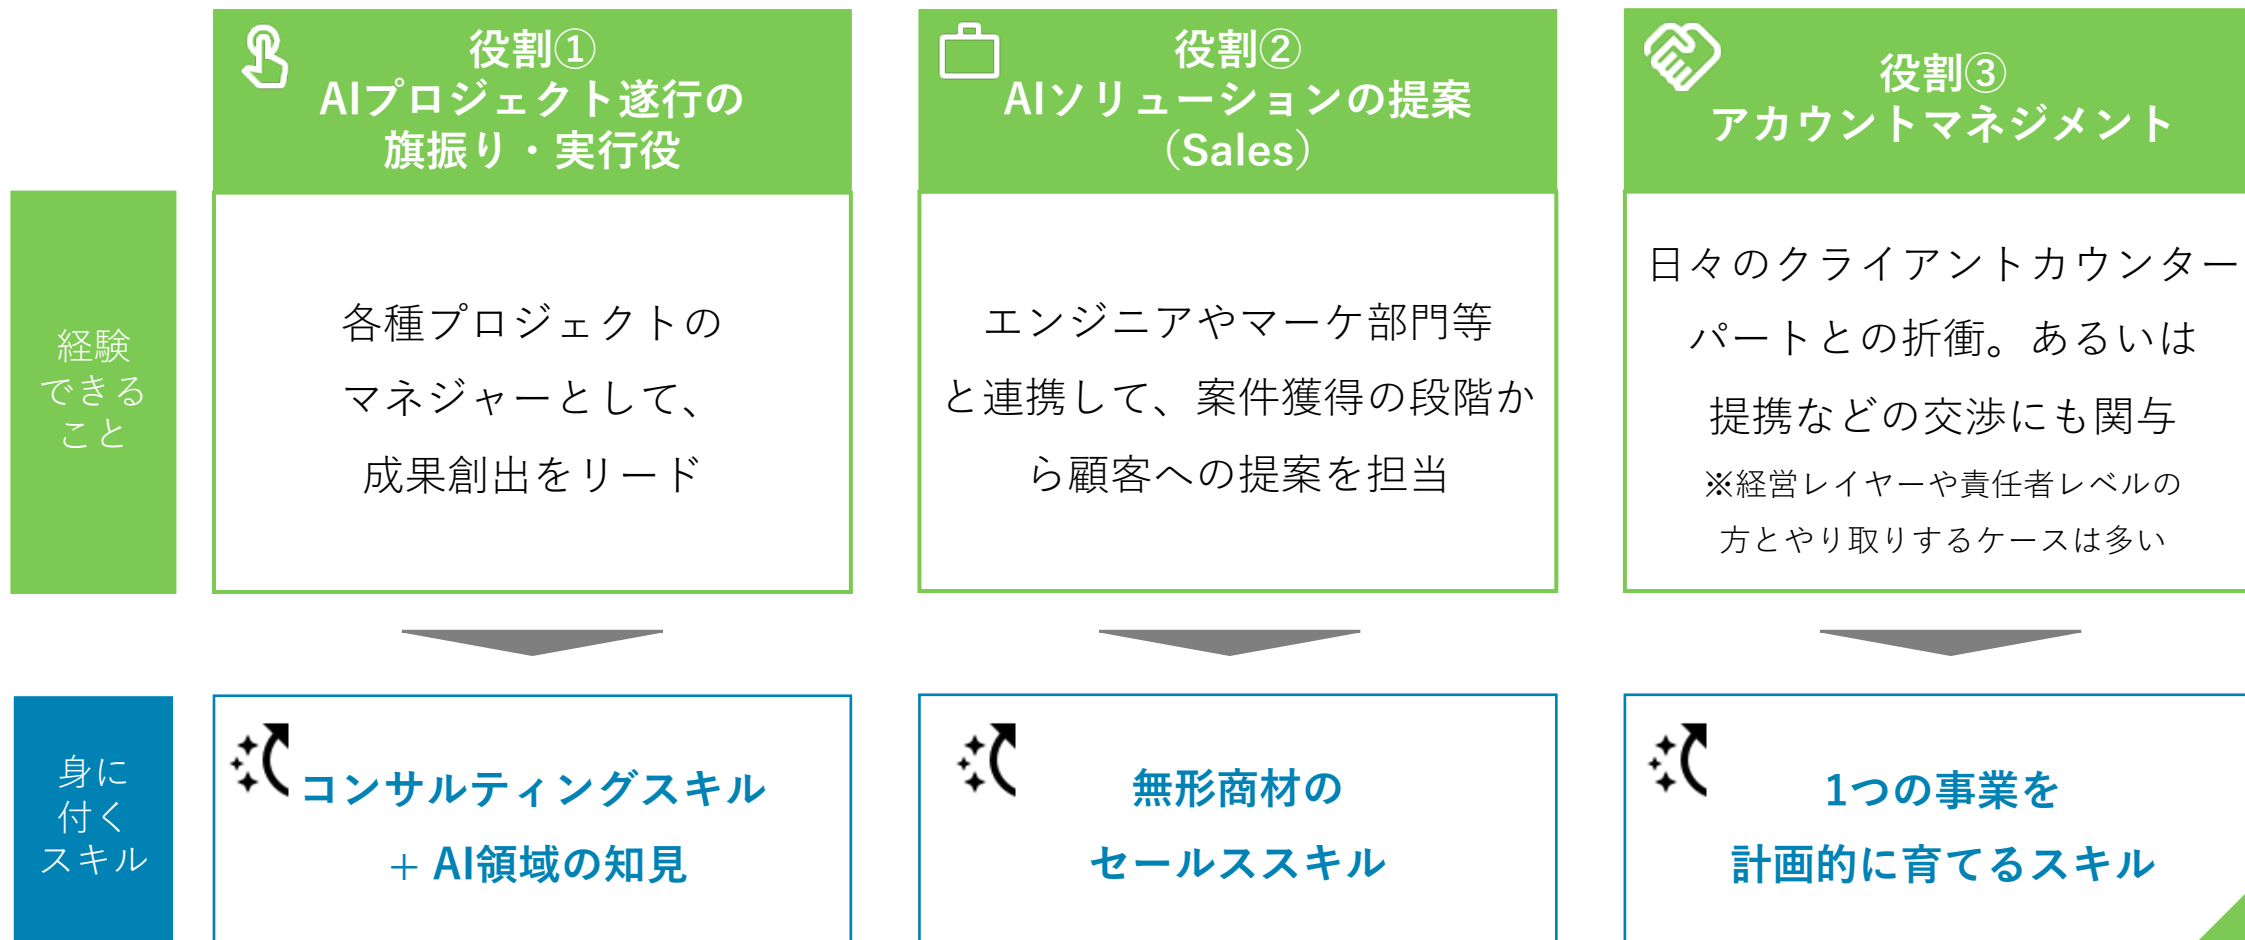 役割①
AIプロジェクト遂行の
旗振り・実行役
役割②
AIソリューションの提案
（Sales）
役割③
アカウントマネジメント
経験
できる
こと
各種プロジェクトの
マネジャーとして、
成果創出をリード
エンジニアやマーケ部門等
と連携して、案件獲得の段階か
ら顧客への提案を担当
日々のクライアントカウンター
パートとの折衝。あるいは
提携などの交渉にも関与
※経営レイヤーや責任者レベルの
方とやり取りするケースは多い
身に
付く
スキル
コンサルティングスキル
+ AI領域の知見
無形商材の
セールススキル
1つの事業を
計画的に育てるスキル